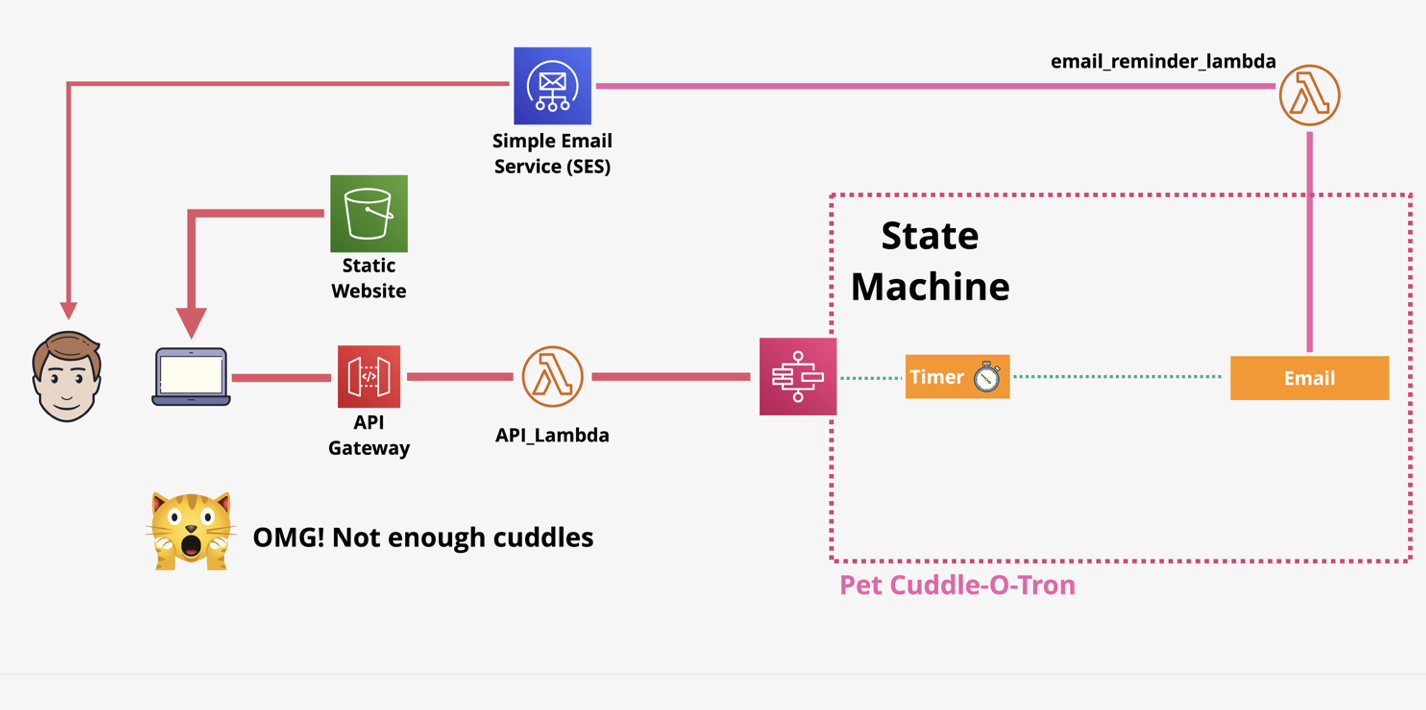 email_reminder_lambda
Simple Email
Service (SES)
State
Machine
Static
Website
Timer
Email
API
Gateway
API_Lambda
OMG! Not enough cuddles
Pet Cuddle-O-Tron